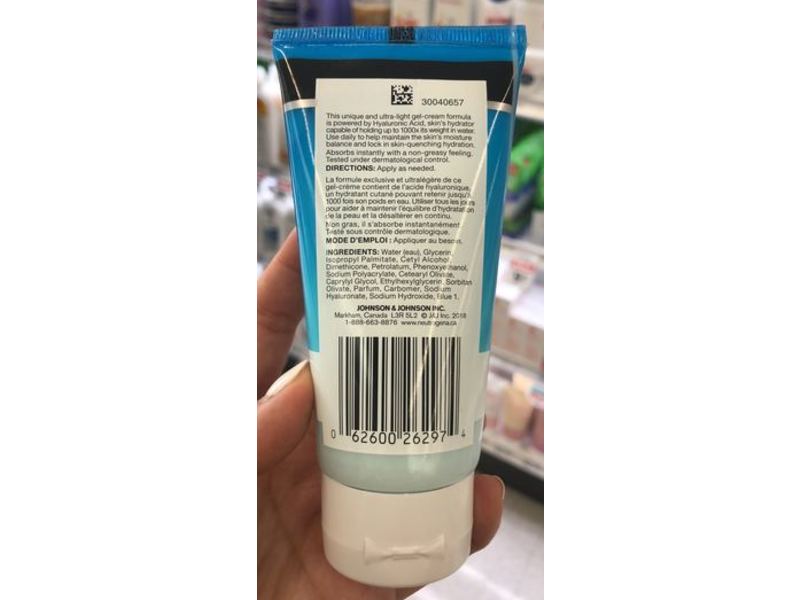 30040657
This unique and ultra-light gel-cream formula
is powered by Hyaluronic Acid, skin's hydrator
capable of holding up to 1000x its weight in water.
Use daily to help maintain the skin's moisture
balance and lock in skin-quenching hydration.
Absorbs instantly with a non-greasy feeling.
Tested under dermatological control.
DIRECTIONS: Apply as needed.
La formule exclusive et ultralégère de ce
gel-crème contient de l'acide hyaluronique,
un hydratant cutané pouvant retenir jusqu'à
1000 fois son poids en eau. Utiliser tous les jours
pour aider à maintenir l'équilibre d'hydratation
de la peau et la désaltérer en continu.
Non gras, il s'absorbe instantanément.
Testé sous contrôle dermatologique.
MODE D'EMPLOI : Appliquer au besoin.
INGREDIENTS: Water (eau), Glycerin,
Isopropyl Palmitate, Cetyl Alcohol,
Dimethicone, Petrolatum, Phenoxyethanol,
Sodium Polyacrylate, Cetearyl Olivate,
Caprylyl Glycol, Ethylhexylglycerin, Sorbitan
Olivate, Parfum, Carbomer, Sodium
Hyaluronate, Sodium Hydroxide, Blue 1.
JOHNSON & JOHNSON INC.
Markham, Canada L3R 5L2 © J&J Inc. 2018
1-888-663-8876 www.neutrogena.ca
0 62600 26297 4